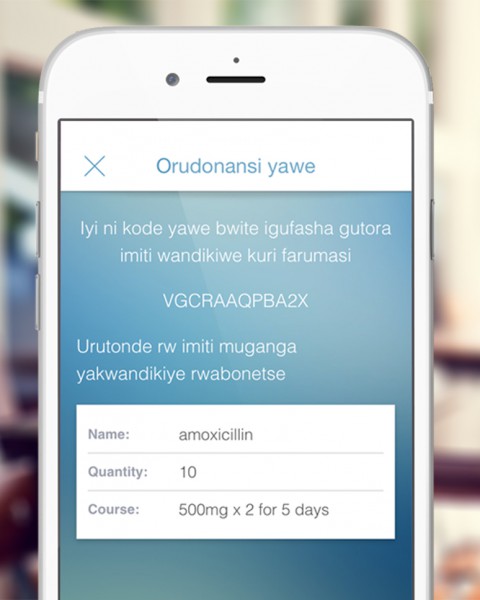 Orudonansi yawe
Iyi ni kode yawe bwite igufasha gutora
imiti wandikiwe kuri farumasi
VGCRAAQPBA2X
Urutonde rw imiti muganga
yakwandikiye rwabonetse
Name: amoxicillin
Quantity: 10
Course: 500mg x 2 for 5 days